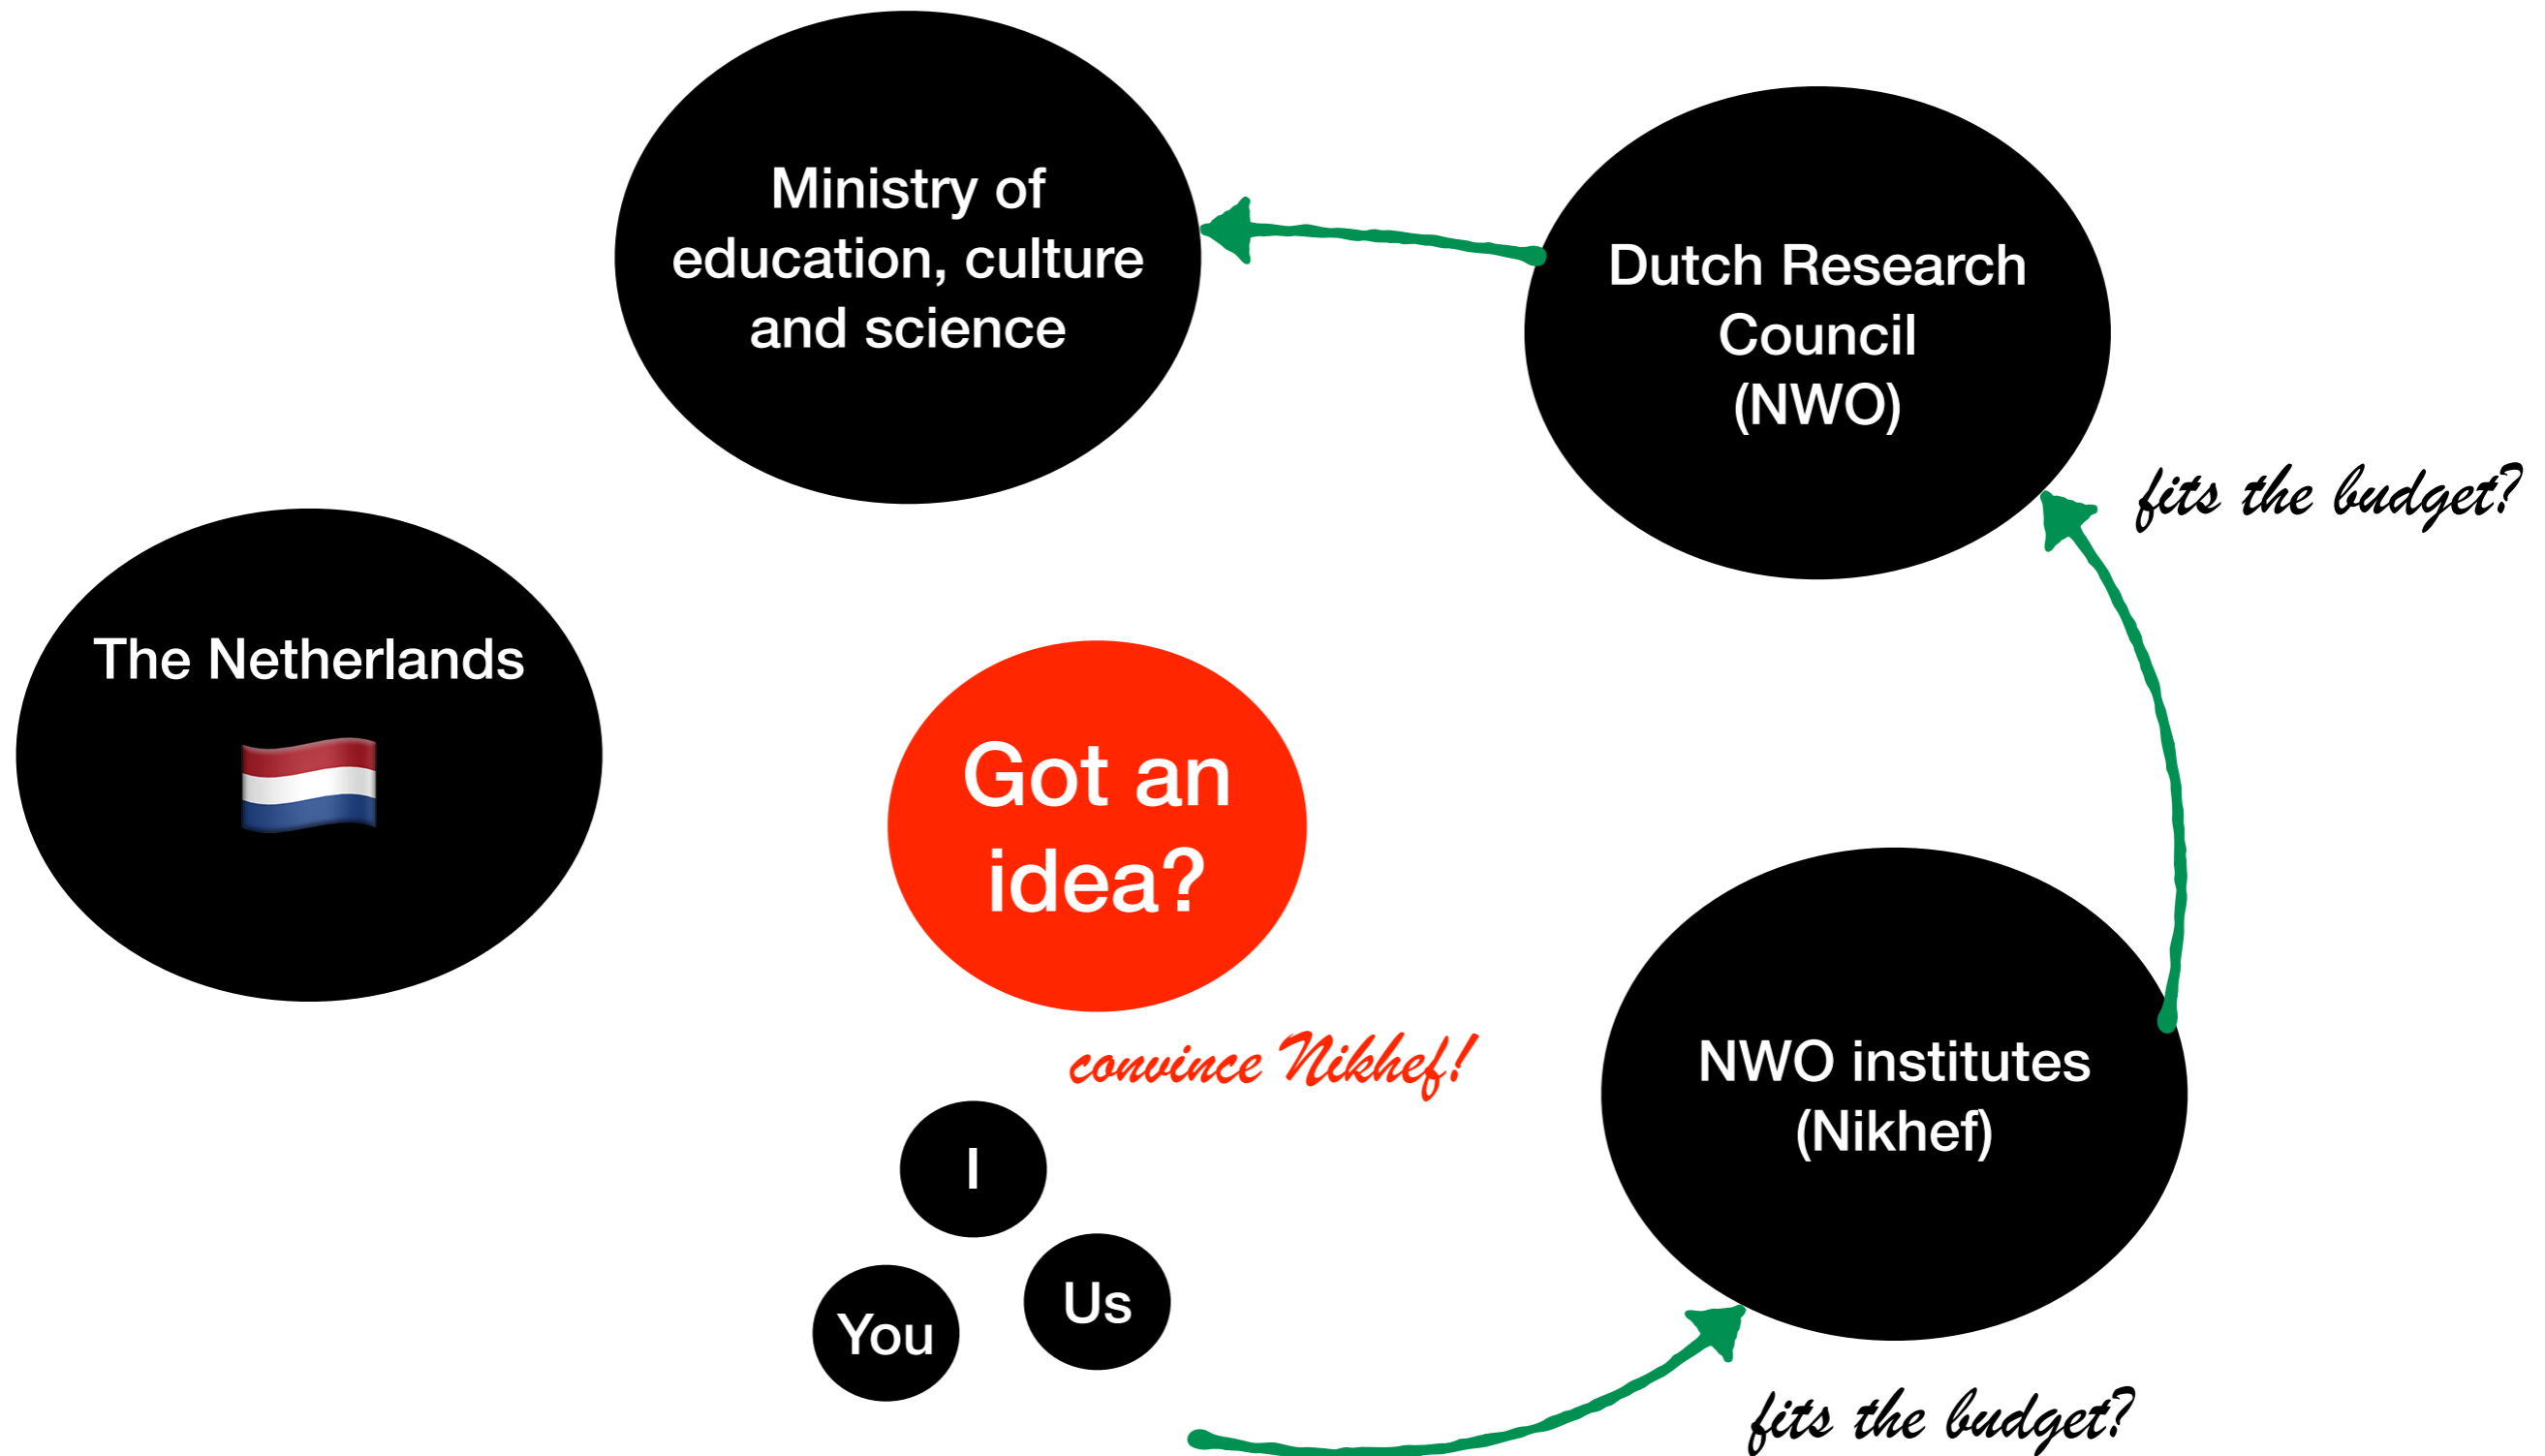 Ministry of
education, culture
and science
Dutch Research
Council
(NWO)
fits the budget?
The Netherlands
Got an
idea?
convince Nikhef!
NWO institutes
(Nikhef)
I
Us
You
fits the budget?